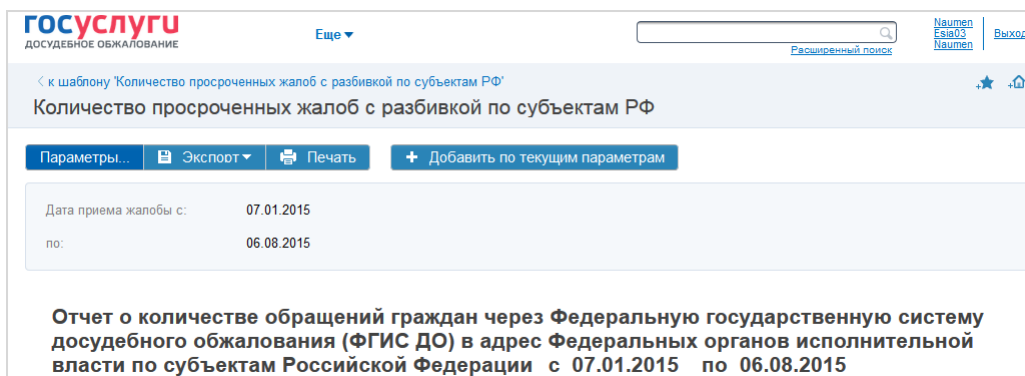 госуслуги
ДОСУДЕБНОЕ ОБЖАЛОВАНИЕ
Еще
Расширенный поиск
Naumen
Esia03
Naumen
Выход
к шаблону 'Количество просроченных жалоб с разбивкой по субъектам РФ'
Количество просроченных жалоб с разбивкой по субъектам РФ
Параметры... Экспорт Печать + Добавить по текущим параметрам
Дата приема жалобы с: 07.01.2015
по: 06.08.2015
Отчет о количестве обращений граждан через Федеральную государственную систему
досудебного обжалования (ФГИС ДО) в адрес Федеральных органов исполнительной
власти по субъектам Российской Федерации с 07.01.2015 по 06.08.2015